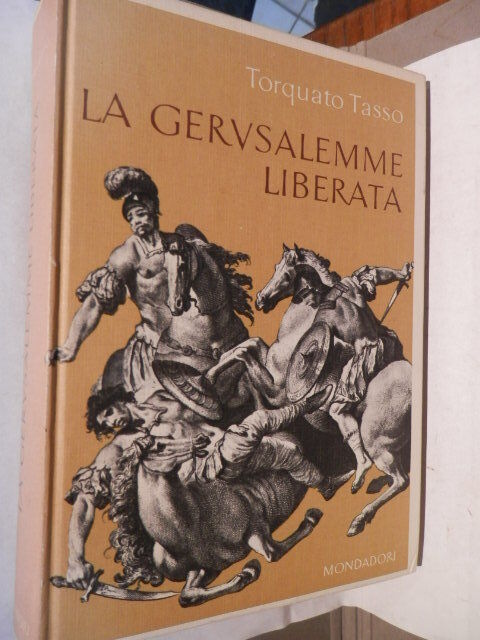 Torquato Tasso
LA GERVSALEMME
LIBERATA
MONDADORI